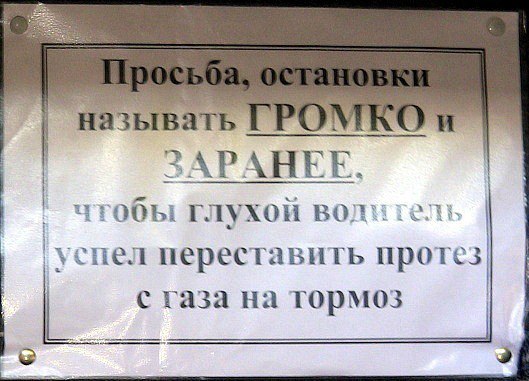 Просьба, остановки
называть ГРОМКО и
ЗАРАНЕЕ,
чтобы глухой водитель
успел переставить протез
с газа на тормоз